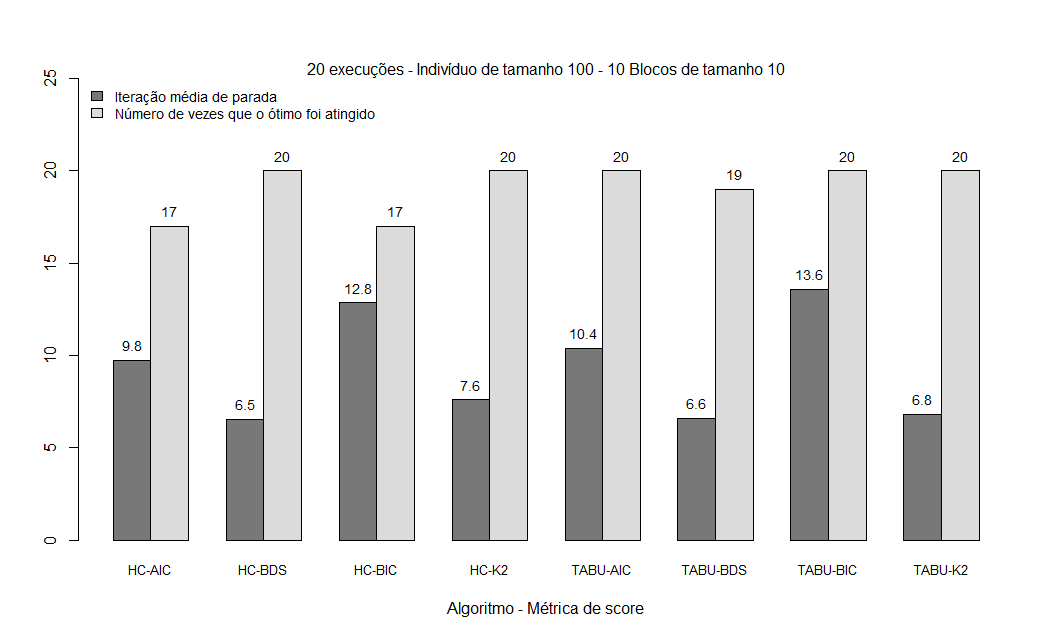 20 execuções - Indivíduo de tamanho 100 - 10 Blocos de tamanho 10
Iteração média de parada
Número de vezes que o ótimo foi atingido
25
20
15
10
5
0
9.8
17
6.5
20
12.8
17
7.6
20
10.4
20
6.6
19
13.6
20
6.8
20
HC-AIC
HC-BDS
HC-BIC
HC-K2
TABU-AIC
TABU-BDS
TABU-BIC
TABU-K2
Algoritmo - Métrica de score